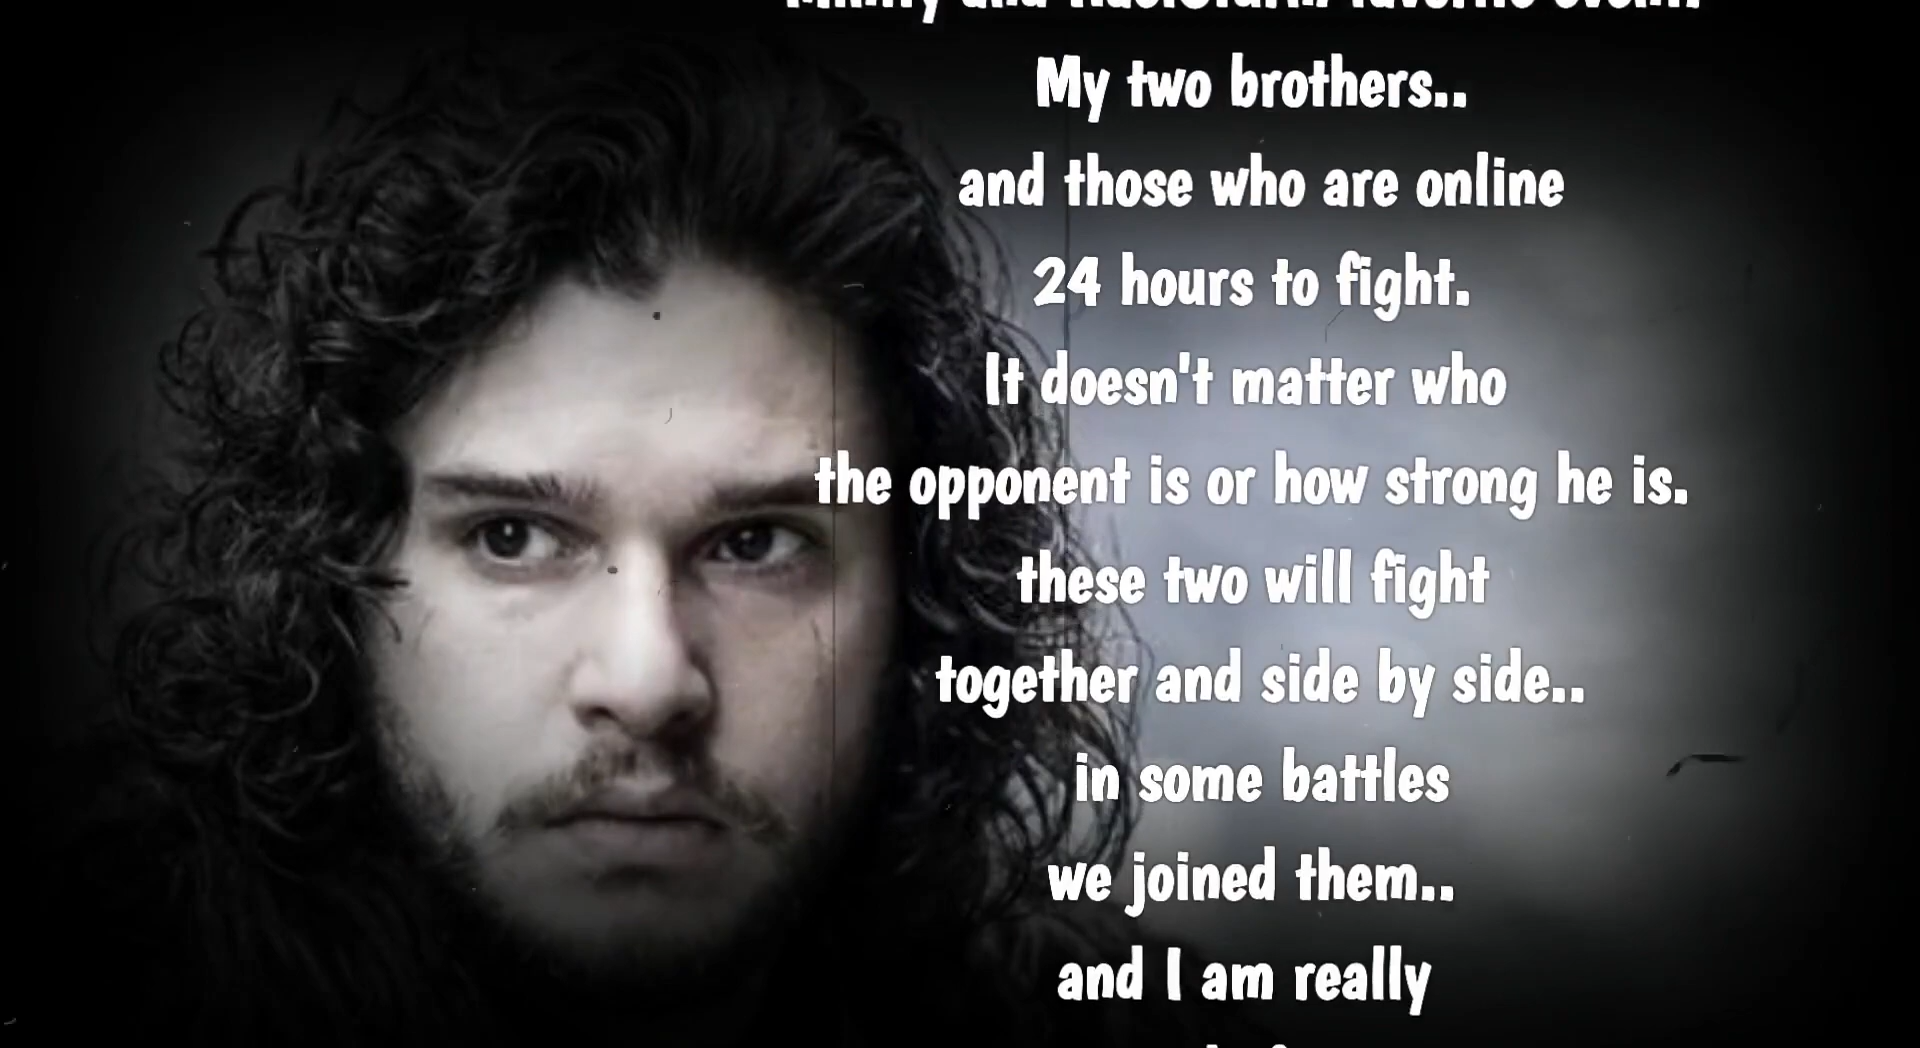 My two brothers..
and those who are online
24 hours to fight.
It doesn't matter who
the opponent is or how strong he is.
these two will fight
together and side by side..
in some battles
we joined them..
and I am really